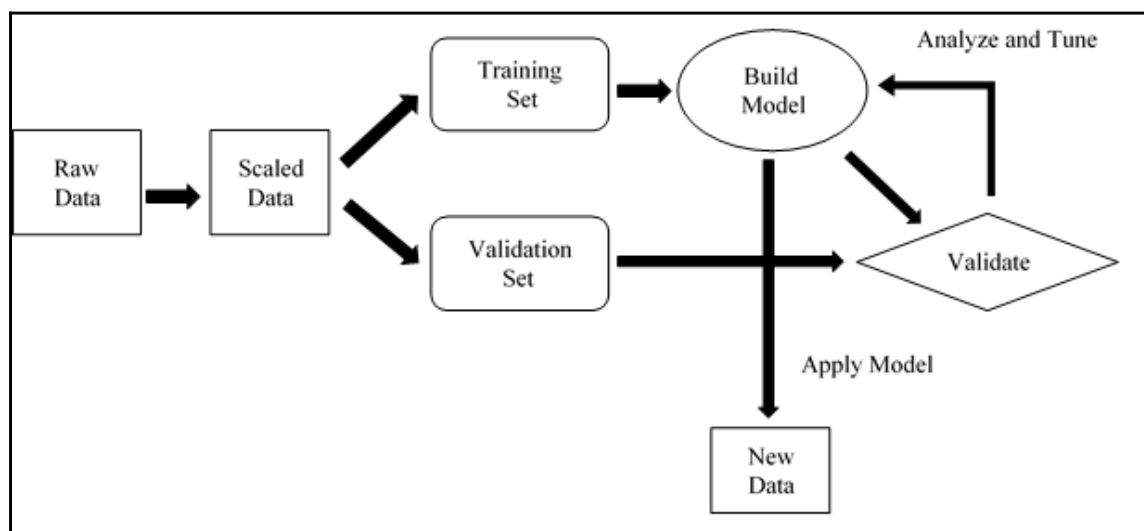 Raw
Data
Scaled
Data
Training
Set
Validation
Set
Build
Model
Analyze and Tune
Validate
Apply Model
New
Data